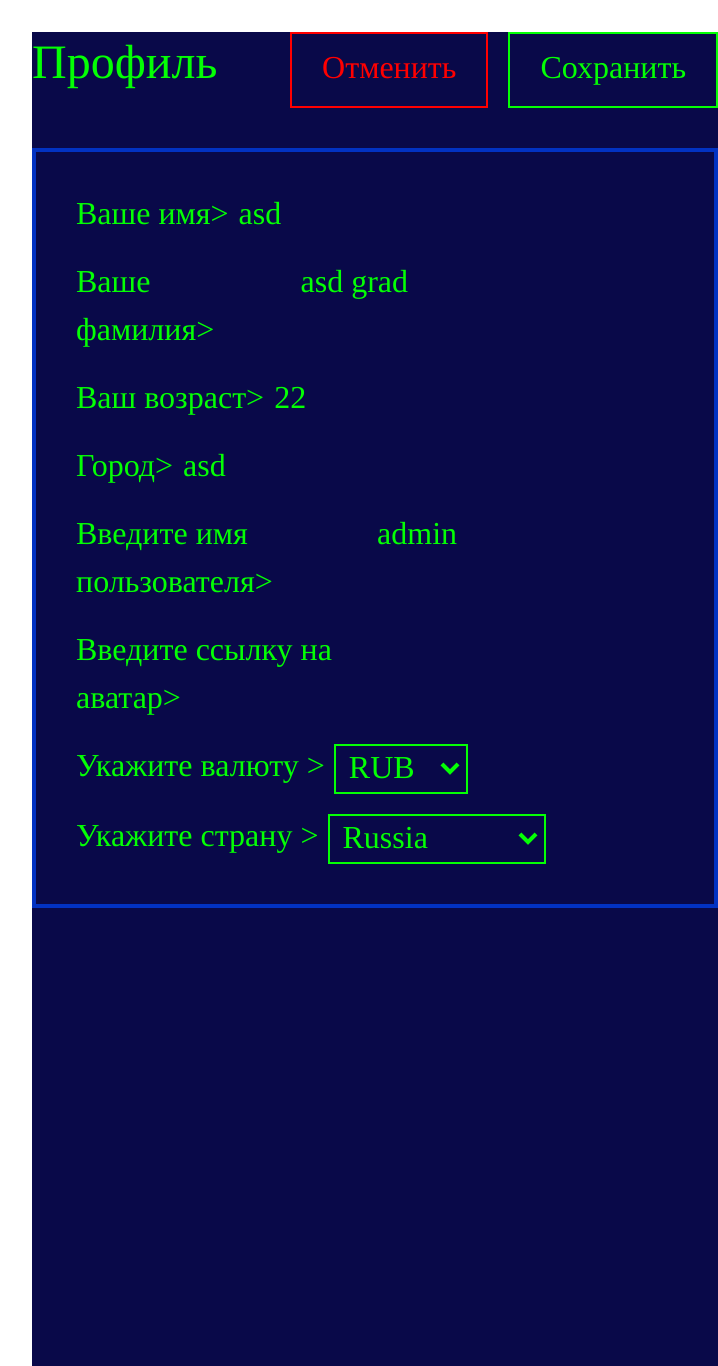 Профиль Отменить Сохранить
Ваше имя> asd
Ваше asd grad
фамилия>
Ваш возраст> 22
Город> asd
Введите имя admin
пользователя>
Введите ссылку на
аватар>
Укажите валюту > RUB
Укажите страну > Russia